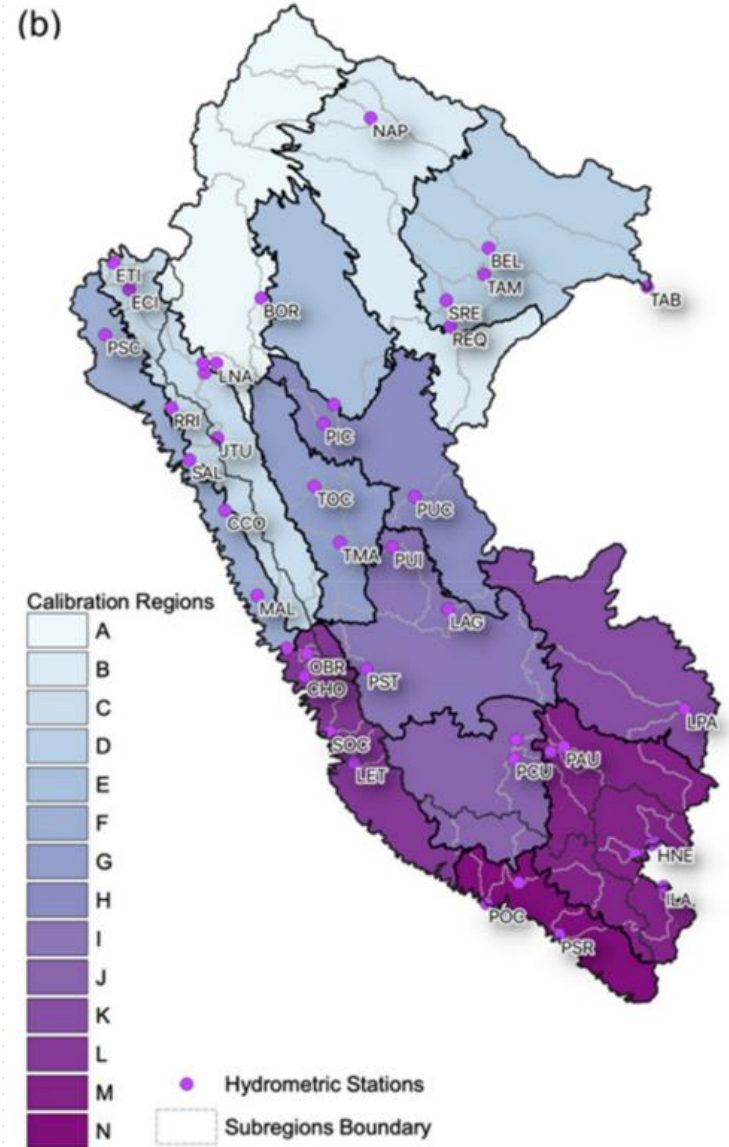 (b)
NAP
BEL
TAM
TAB
ETI
ECI
BOR
SRE
REQ
PSC
LNA
RRI
PIC
JTU
SAL
TOC
PUC
CCO
TMA
PUI
MAL
LAG
Calibration Regions
A
B
C
D
E
F
G
H
I
J
K
L
M
N
OBR
CHO
PST
LPA
SOC
LET
PCU
PAU
HNE
ILA
POC
PSR
Hydrometric Stations
Subregions Boundary